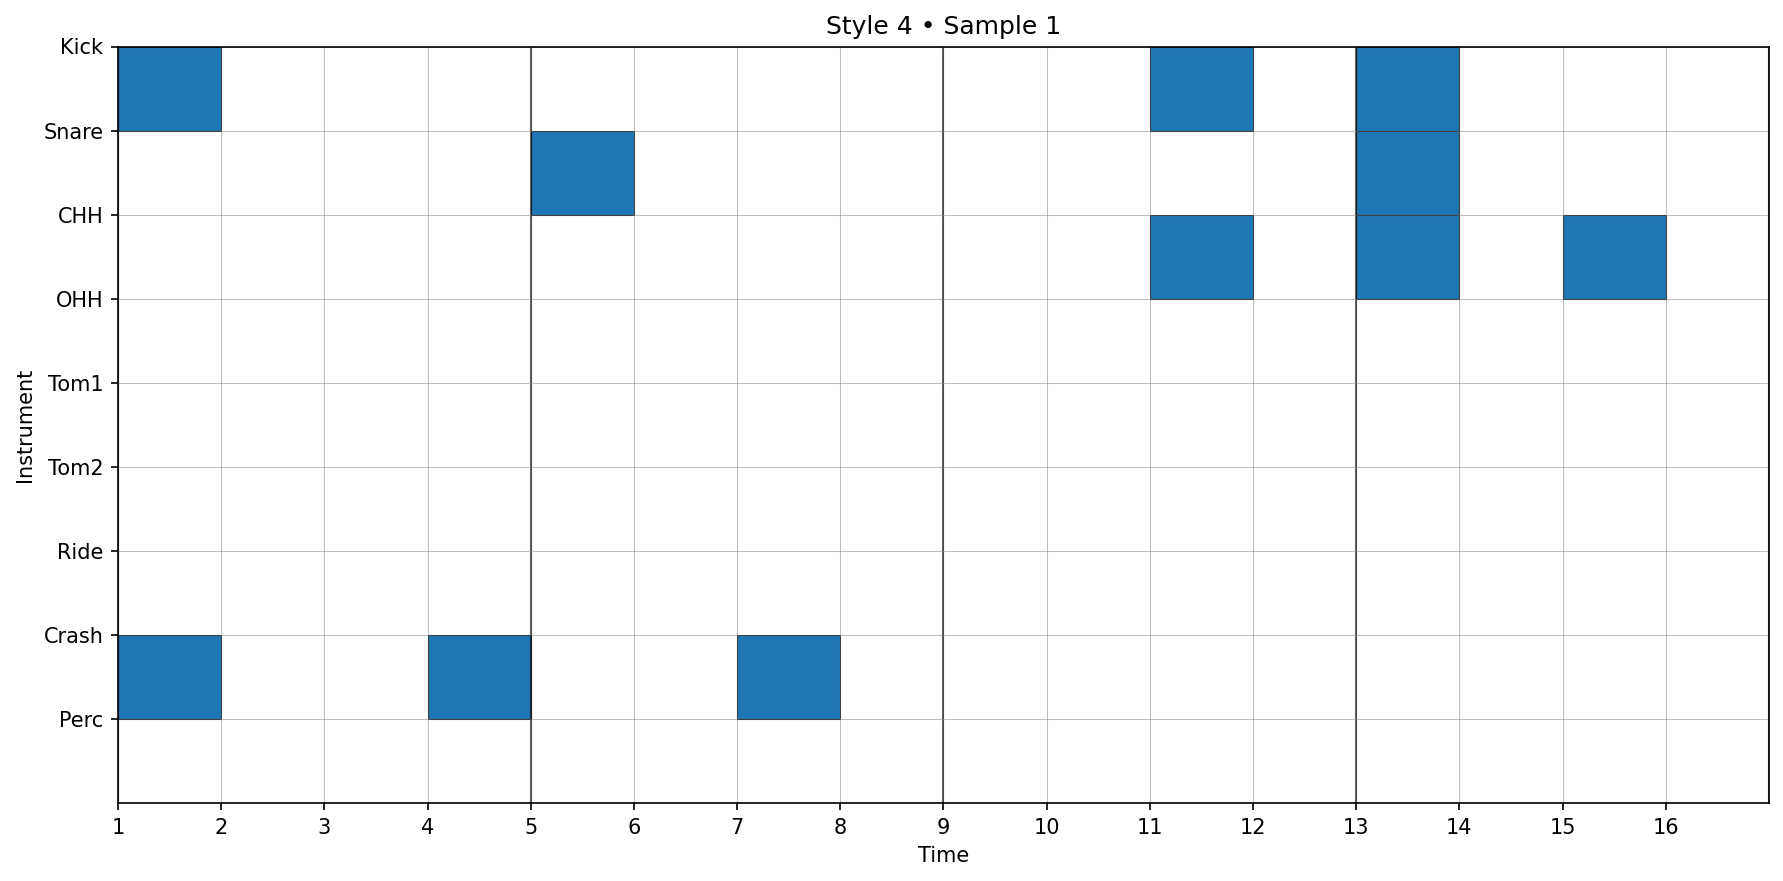 Style 4 • Sample 1
Kick
Snare
CHH
OHH
Tom1
Tom2
Ride
Crash
Perc
Instrument
1 2 3 4 5 6 7 8 9 10 11 12 13 14 15 16
Time